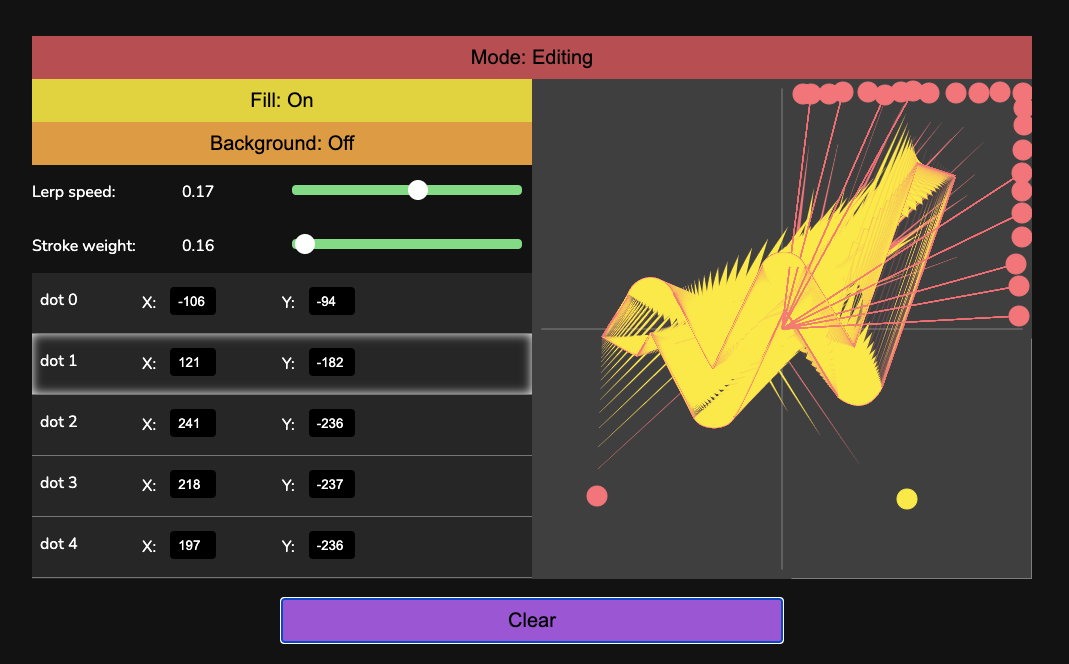 Mode: Editing
Fill: On
Background: Off
Lerp speed: 0.17
Stroke weight: 0.16
dot 0 X: -106 Y: -94
dot 1 X: 121 Y: -182
dot 2 X: 241 Y: -236
dot 3 X: 218 Y: -237
dot 4 X: 197 Y: -236
Clear